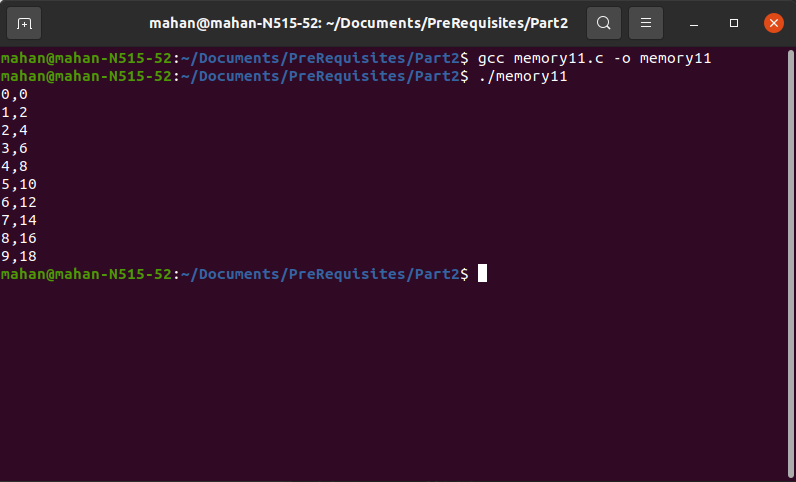 mahan@mahan-N515-52: ~/Documents/PreRequisites/Part2
mahan@mahan-N515-52:~/Documents/PreRequisites/Part2$ gcc memory11.c -o memory11
mahan@mahan-N515-52:~/Documents/PreRequisites/Part2$ ./memory11
0,0
1,2
2,4
3,6
4,8
5,10
6,12
7,14
8,16
9,18
mahan@mahan-N515-52:~/Documents/PreRequisites/Part2$